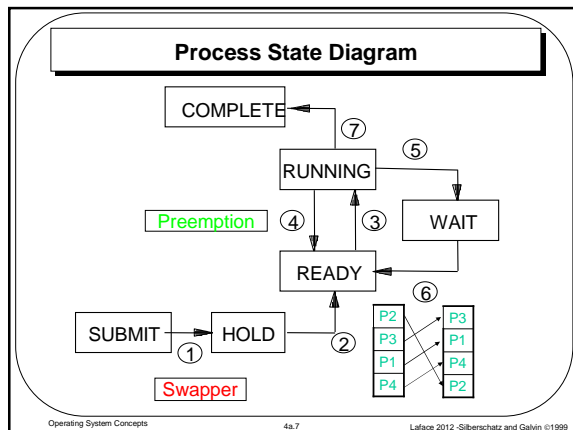 Process State Diagram
COMPLETE
7
5
RUNNING
Preemption
4
3
WAIT
READY
6
SUBMIT
1
HOLD
2
P2
P3
P1
P4
P3
P1
P4
P2
Swapper
Operating System Concepts
4a.7
Laface 2012 -Silberschatz and Galvin ©1999